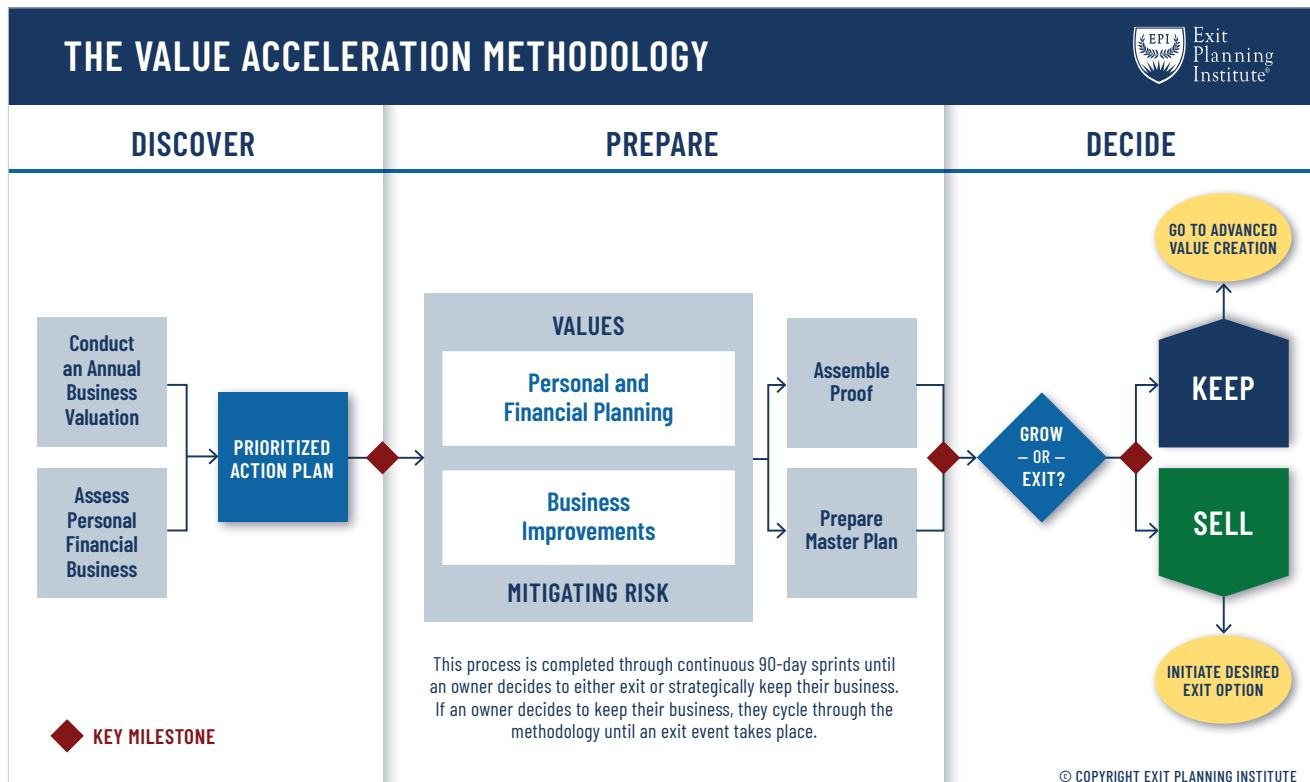 THE VALUE ACCELERATION METHODOLOGY
EPI
Exit
Planning
Institute®
DISCOVER
PREPARE
DECIDE
Conduct
an Annual
Business
Valuation
Assess
Personal
Financial
Business
PRIORITIZED
ACTION PLAN
VALUES
Personal and
Financial Planning
Business
Improvements
MITIGATING RISK
Assemble
Proof
Prepare
Master Plan
GROW
— OR —
EXIT?
GO TO ADVANCED
VALUE CREATION
KEEP
SELL
INITIATE DESIRED
EXIT OPTION
This process is completed through continuous 90-day sprints until
an owner decides to either exit or strategically keep their business.
If an owner decides to keep their business, they cycle through the
methodology until an exit event takes place.
KEY MILESTONE
© COPYRIGHT EXIT PLANNING INSTITUTE